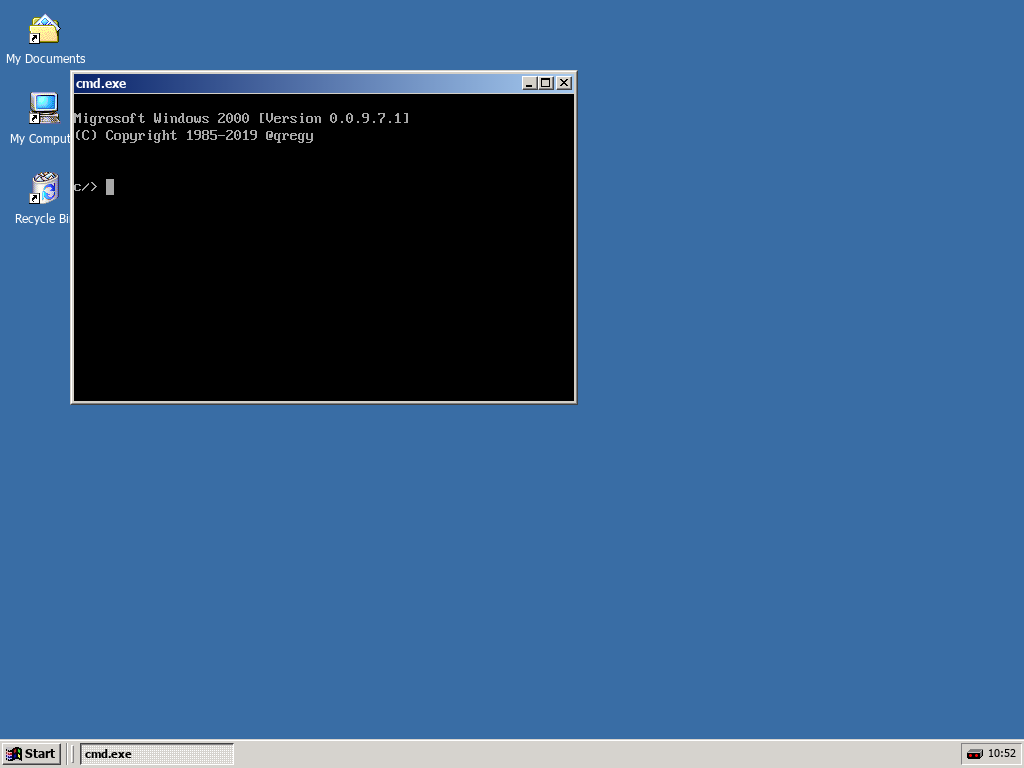 My Documents
cmd.exe
Migrosoft Windows 2000 [Version 0.0.9.7.1]
My Comput
(C) Copyright 1985-2019 @qregy
c/>
Recycle Bi
Start
cmd.exe
10:52